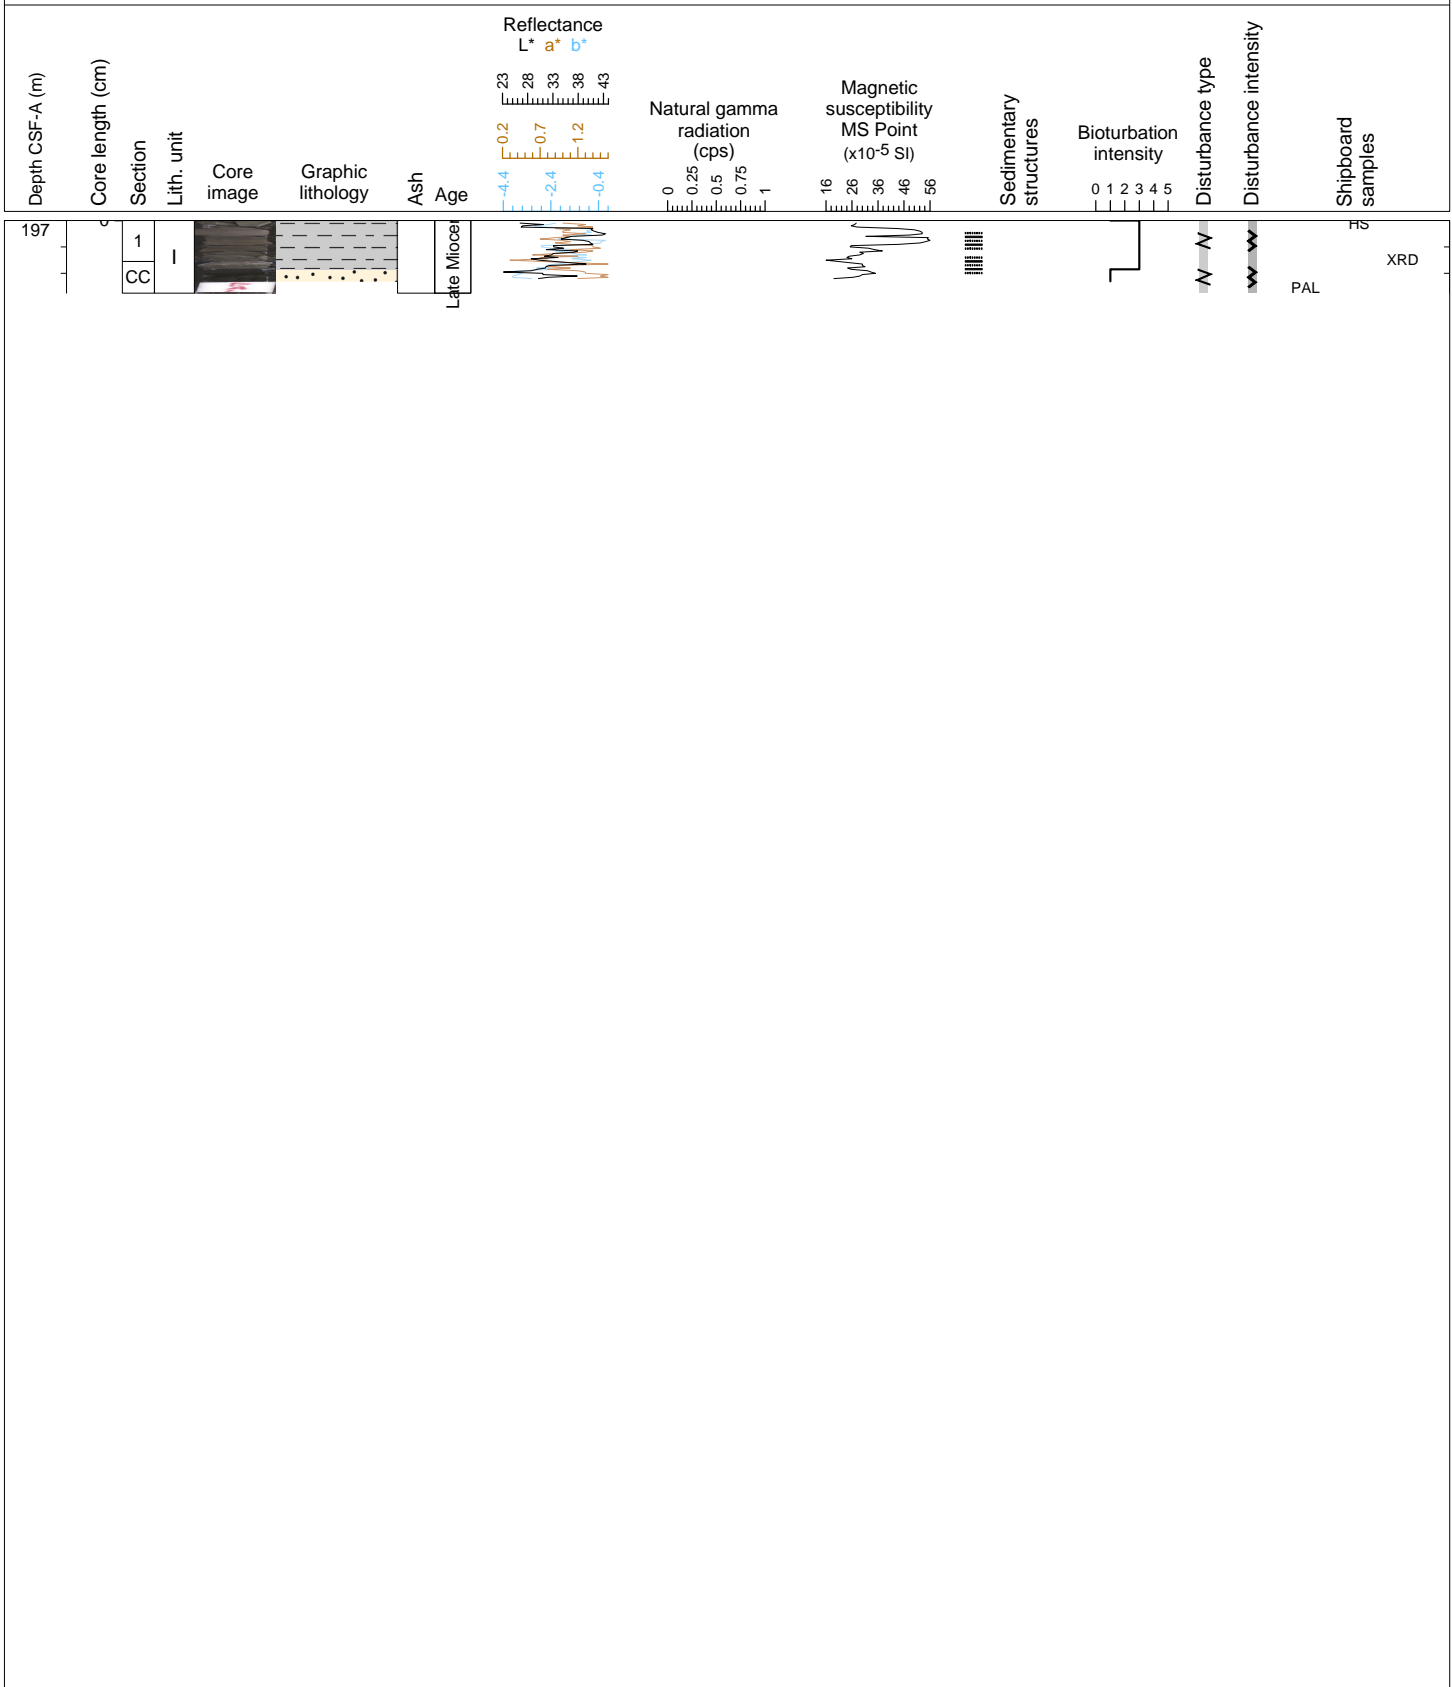 Depth CSF-A (m)
Core length (cm)
Section
Lith. unit
Core
image
Graphic
lithology
Ash
Age
Reflectance
L* a* b*
23 28 33 38 43
0.2 0.7 1.2
-4.4 -2.4 -0.4
Natural gamma
radiation
(cps)
0 0.25 0.5 0.75 1
Magnetic
susceptibility
MS Point
(x10-5 SI)
16 26 36 46 56
Sedimentary
structures
Bioturbation
intensity
0 1 2 3 4 5
Disturbance type
Disturbance intensity
Shipboard
samples
197
0
1
CC
I
Late Miocen
HS
XRD
PAL